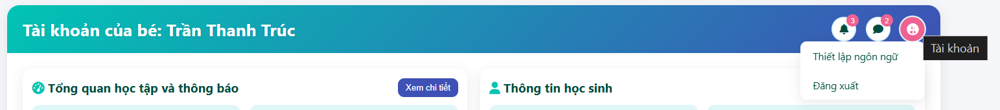 Tài khoản của bé: Trần Thanh Trúc
3
2
Tài khoản
Thiết lập ngôn ngữ
Đăng xuất
Tổng quan học tập và thông báo
Xem chi tiết
Thông tin học sinh